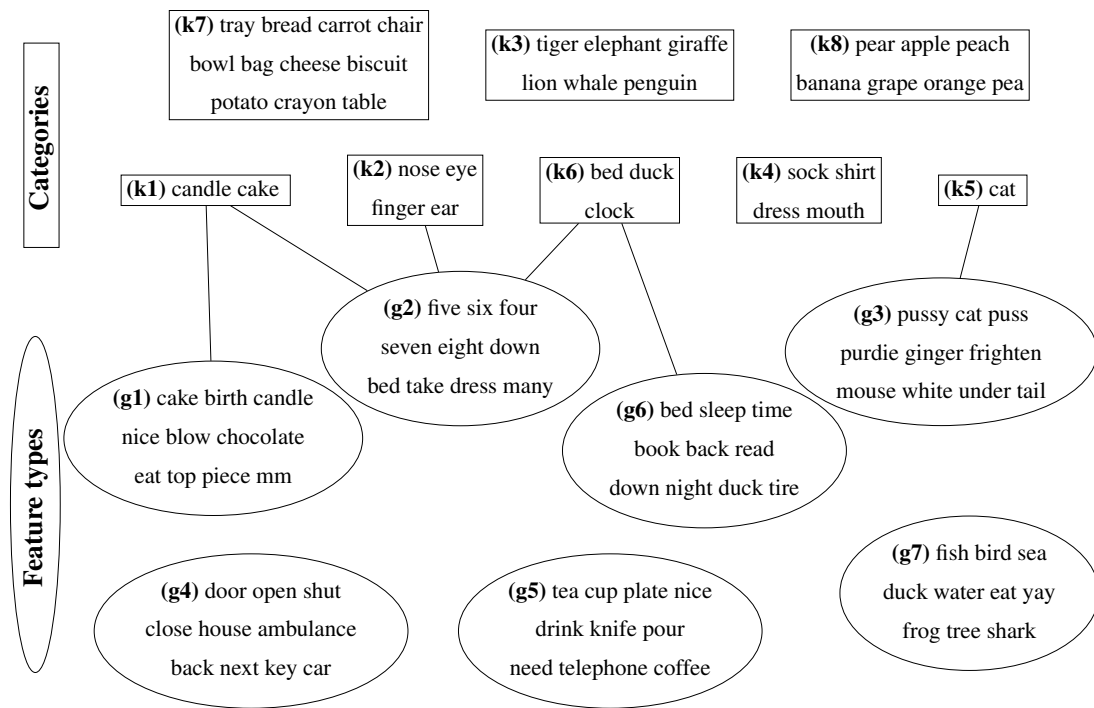 Categories
(k7) tray bread carrot chair
bowl bag cheese biscuit
potato crayon table
(k3) tiger elephant giraffe
lion whale penguin
(k8) pear apple peach
banana grape orange pea
(k1) candle cake
(k2) nose eye
finger ear
(k6) bed duck
clock
(k4) sock shirt
dress mouth
(k5) cat
Feature types
(g2) five six four
seven eight down
bed take dress many
(g3) pussy cat puss
purdie ginger frighten
mouse white under tail
(g1) cake birth candle
nice blow chocolate
eat top piece mm
(g6) bed sleep time
book back read
down night duck tire
(g4) door open shut
close house ambulance
back next key car
(g5) tea cup plate nice
drink knife pour
need telephone coffee
(g7) fish bird sea
duck water eat yay
frog tree shark